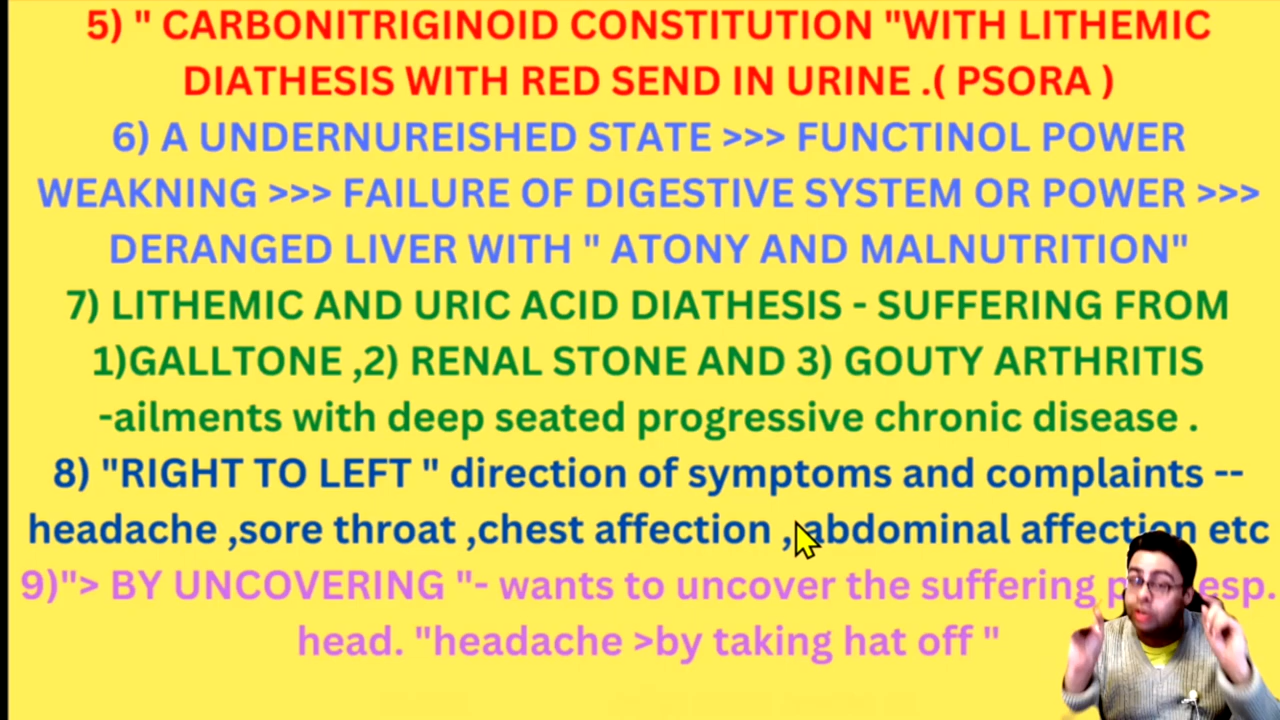 5) " CARBONITRIGINOID CONSTITUTION "WITH LITHEMIC
DIATHESIS WITH RED SEND IN URINE .( PSORA )
6) A UNDERNUREISHED STATE >>> FUNCTINOL POWER
WEAKNING >>> FAILURE OF DIGESTIVE SYSTEM OR POWER >>>
DERANGED LIVER WITH " ATONY AND MALNUTRITION"
7) LITHEMIC AND URIC ACID DIATHESIS - SUFFERING FROM
1)GALLTONE ,2) RENAL STONE AND 3) GOUTY ARTHRITIS
-ailments with deep seated progressive chronic disease .
8) "RIGHT TO LEFT " direction of symptoms and complaints --
headache ,sore throat ,chest affection , abdominal affection etc
9)"> BY UNCOVERING "- wants to uncover the suffering esp.
head. "headache >by taking hat off "